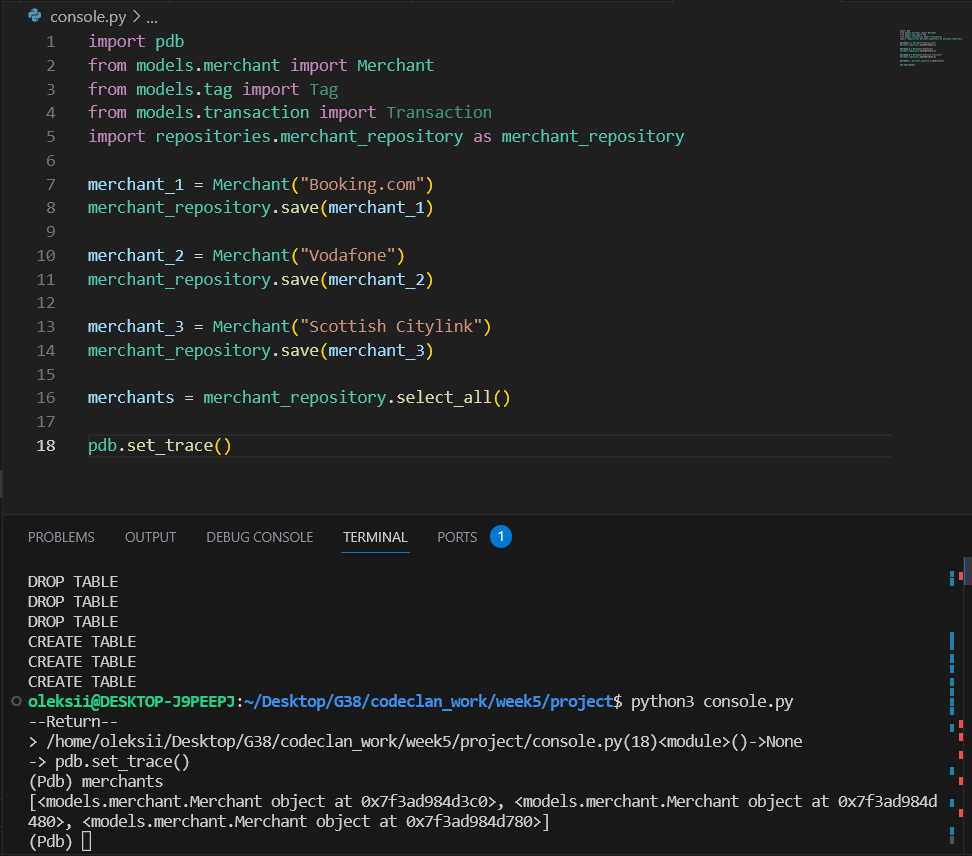 console.py > ...
1 import pdb
2 from models.merchant import Merchant
3 from models.tag import Tag
4 from models.transaction import Transaction
5 import repositories.merchant_repository as merchant_repository
6
7 merchant_1 = Merchant("Booking.com")
8 merchant_repository.save(merchant_1)
9
10 merchant_2 = Merchant("Vodafone")
11 merchant_repository.save(merchant_2)
12
13 merchant_3 = Merchant("Scottish Citylink")
14 merchant_repository.save(merchant_3)
15
16 merchants = merchant_repository.select_all()
17
18 pdb.set_trace()
PROBLEMS OUTPUT DEBUG CONSOLE TERMINAL PORTS 1
DROP TABLE
DROP TABLE
DROP TABLE
CREATE TABLE
CREATE TABLE
CREATE TABLE
oleksii@DESKTOP-J9PEEPJ:~/Desktop/G38/codeclan_work/week5/project$ python3 console.py
--Return--
> /home/oleksii/Desktop/G38/codeclan_work/week5/project/console.py(18)<module>()->None
-> pdb.set_trace()
(Pdb) merchants
[<models.merchant.Merchant object at 0x7f3ad984d3c0>, <models.merchant.Merchant object at 0x7f3ad984d
480>, <models.merchant.Merchant object at 0x7f3ad984d780>]
(Pdb)